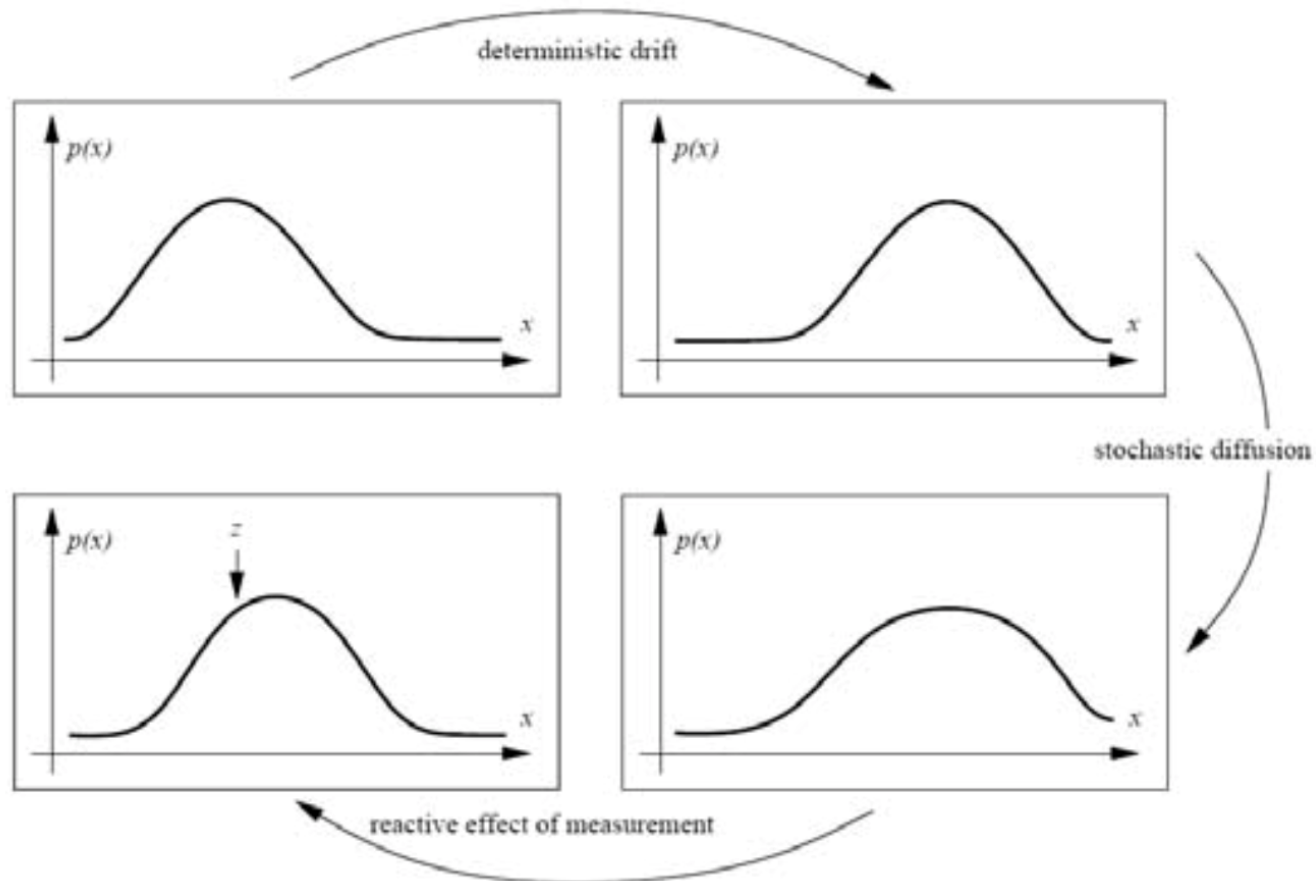 deterministic drift
p(x)
x
p(x)
x
stochastic diffusion
z
p(x)
x
p(x)
x
reactive effect of measurement